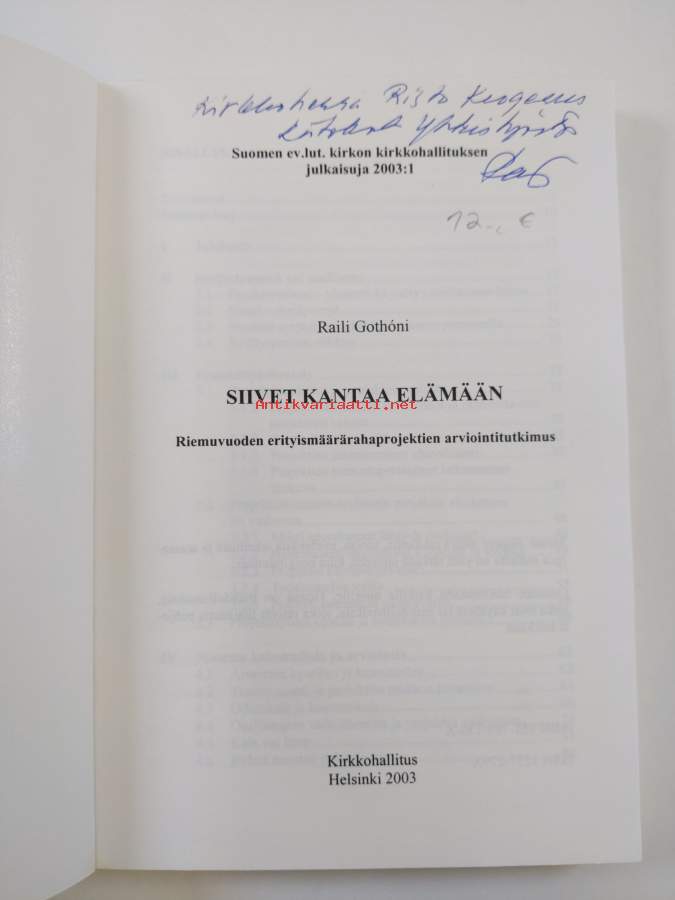 Risto
Suomen ev.lut. kirkon kirkkohallituksen
julkaisuja 2003:1
12.- €
Raili Gothóni
SIIVET KANTAA ELÄMÄÄN
Antikvariaatti.net
Riemuvuoden erityismäärärahaprojektien arviointitutkimus
Kirkkohallitus
Helsinki 2003